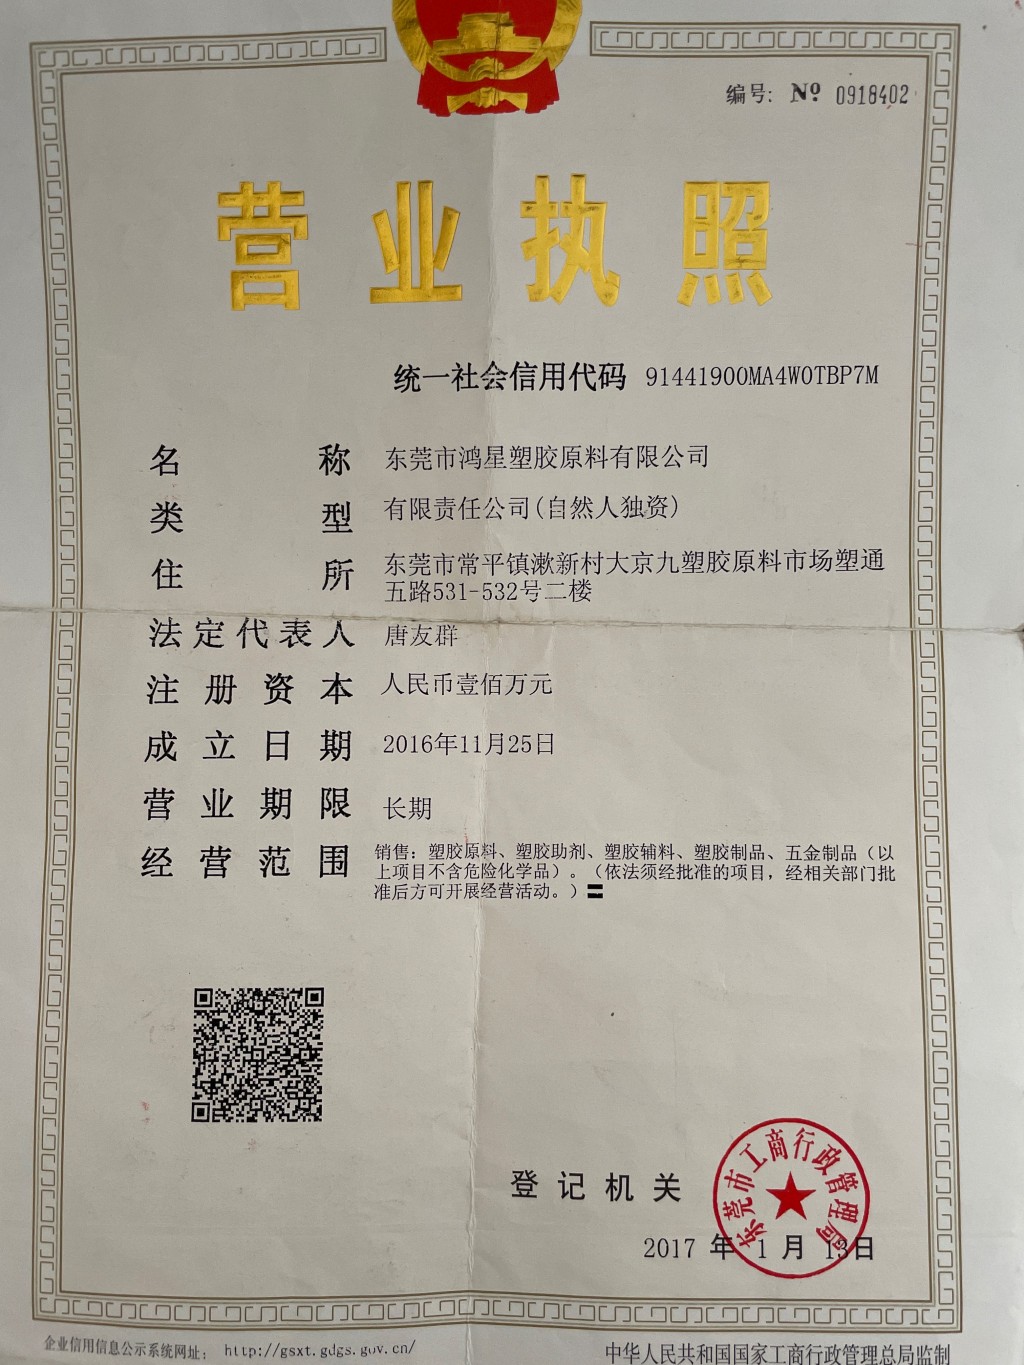 编号: Nº 0918402
营业执照
统一社会信用代码 91441900MA4W0TBP7M
名称 东莞市鸿星塑胶原料有限公司
类型 有限责任公司(自然人独资)
住所 东莞市常平镇漱新村大京九塑胶原料市场塑通
五路531-532号二楼
法定代表人 唐友群
注册资本 人民币壹佰万元
成立日期 2016年11月25日
营业期限 长期
经营范围 销售：塑胶原料、塑胶助剂、塑胶辅料、塑胶制品、五金制品（以
上项目不含危险化学品）。（依法须经批准的项目，经相关部门批
准后方可开展经营活动。）
登记机关
东莞市工商行政管理局
2017 年 1 月 13日
企业信用信息公示系统网址： http://gsxt.gdgs.gov.cn/
中华人民共和国国家工商行政管理总局监制